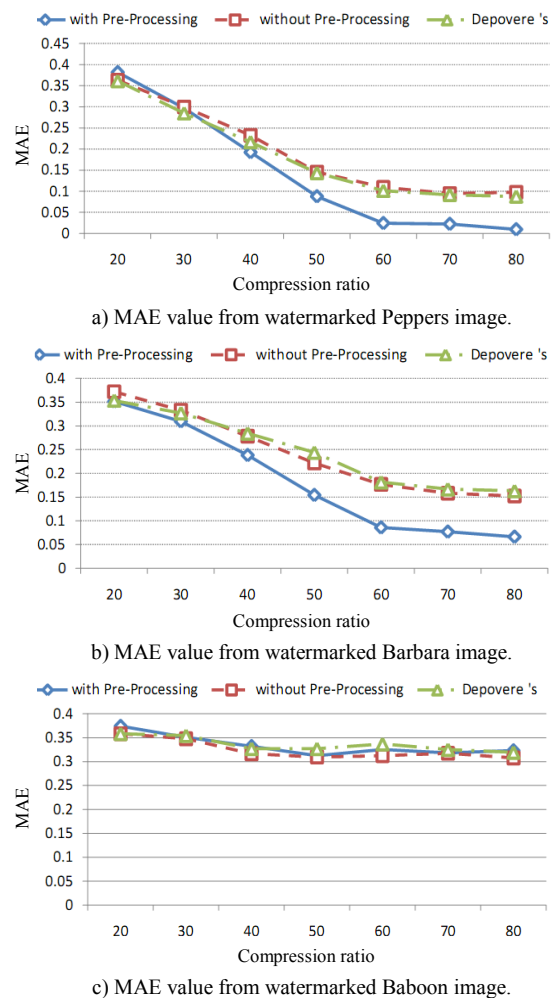 with Pre-Processing without Pre-Processing Depovere 's
0.45
0.4
0.35
0.3
0.25
0.2
0.15
0.1
0.05
0
MAE
20 30 40 50 60 70 80
Compression ratio
a) MAE value from watermarked Peppers image.
with Pre-Processing without Pre-Processing Depovere 's
0.4
0.35
0.3
0.25
0.2
0.15
0.1
0.05
0
MAE
20 30 40 50 60 70 80
Compression ratio
b) MAE value from watermarked Barbara image.
with Pre-Processing without Pre-Processing Depovere 's
0.4
0.35
0.3
0.25
0.2
0.15
0.1
0.05
0
MAE
20 30 40 50 60 70 80
Compression ratio
c) MAE value from watermarked Baboon image.